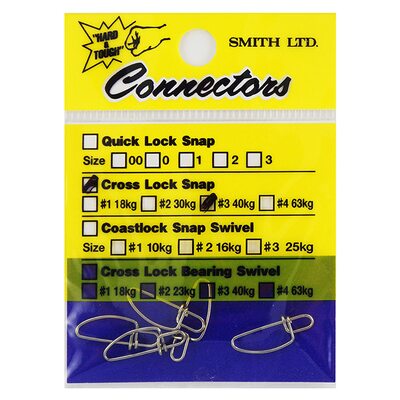 "HARD & TOUGH"
SMITH LTD.
Connectors
Quick Lock Snap
Size 00 0 1 2 3
Cross Lock Snap
#1 18kg #2 30kg #3 40kg #4 63kg
Coastlock Snap Swivel
Size #1 10kg #2 16kg #3 25kg
Cross Lock Bearing Swivel
#1 18kg #2 23kg #3 40kg #4 63kg